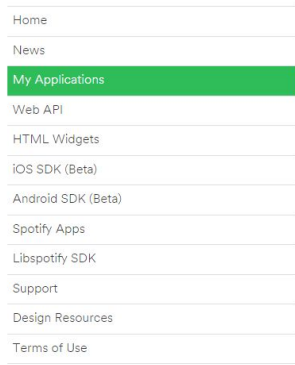 Home
News
My Applications
Web API
HTML Widgets
iOS SDK (Beta)
Android SDK (Beta)
Spotify Apps
Libspotify SDK
Support
Design Resources
Terms of Use